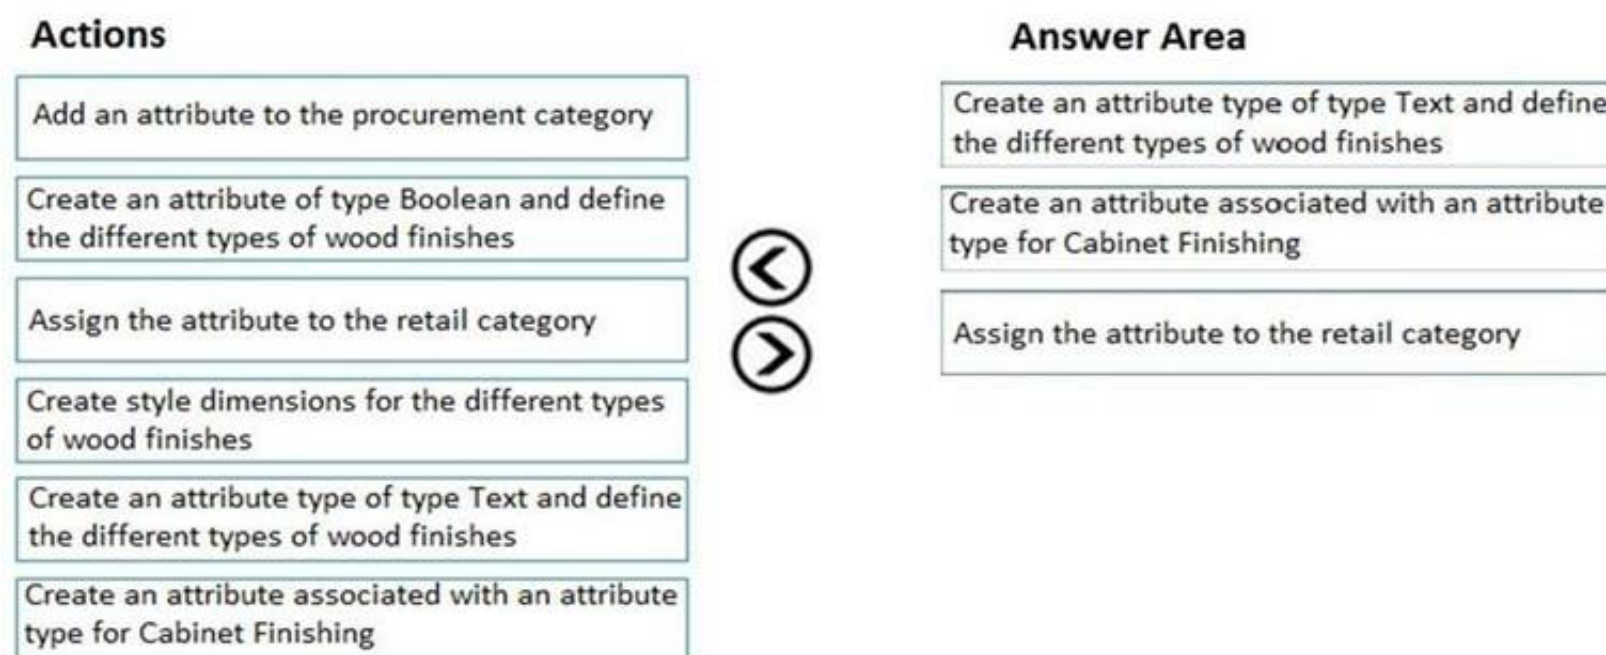 Actions
Add an attribute to the procurement category
Create an attribute of type Boolean and define
the different types of wood finishes
Assign the attribute to the retail category
Create style dimensions for the different types
of wood finishes
Create an attribute type of type Text and define
the different types of wood finishes
Create an attribute associated with an attribute
type for Cabinet Finishing
Answer Area
Create an attribute type of type Text and define
the different types of wood finishes
Create an attribute associated with an attribute
type for Cabinet Finishing
Assign the attribute to the retail category